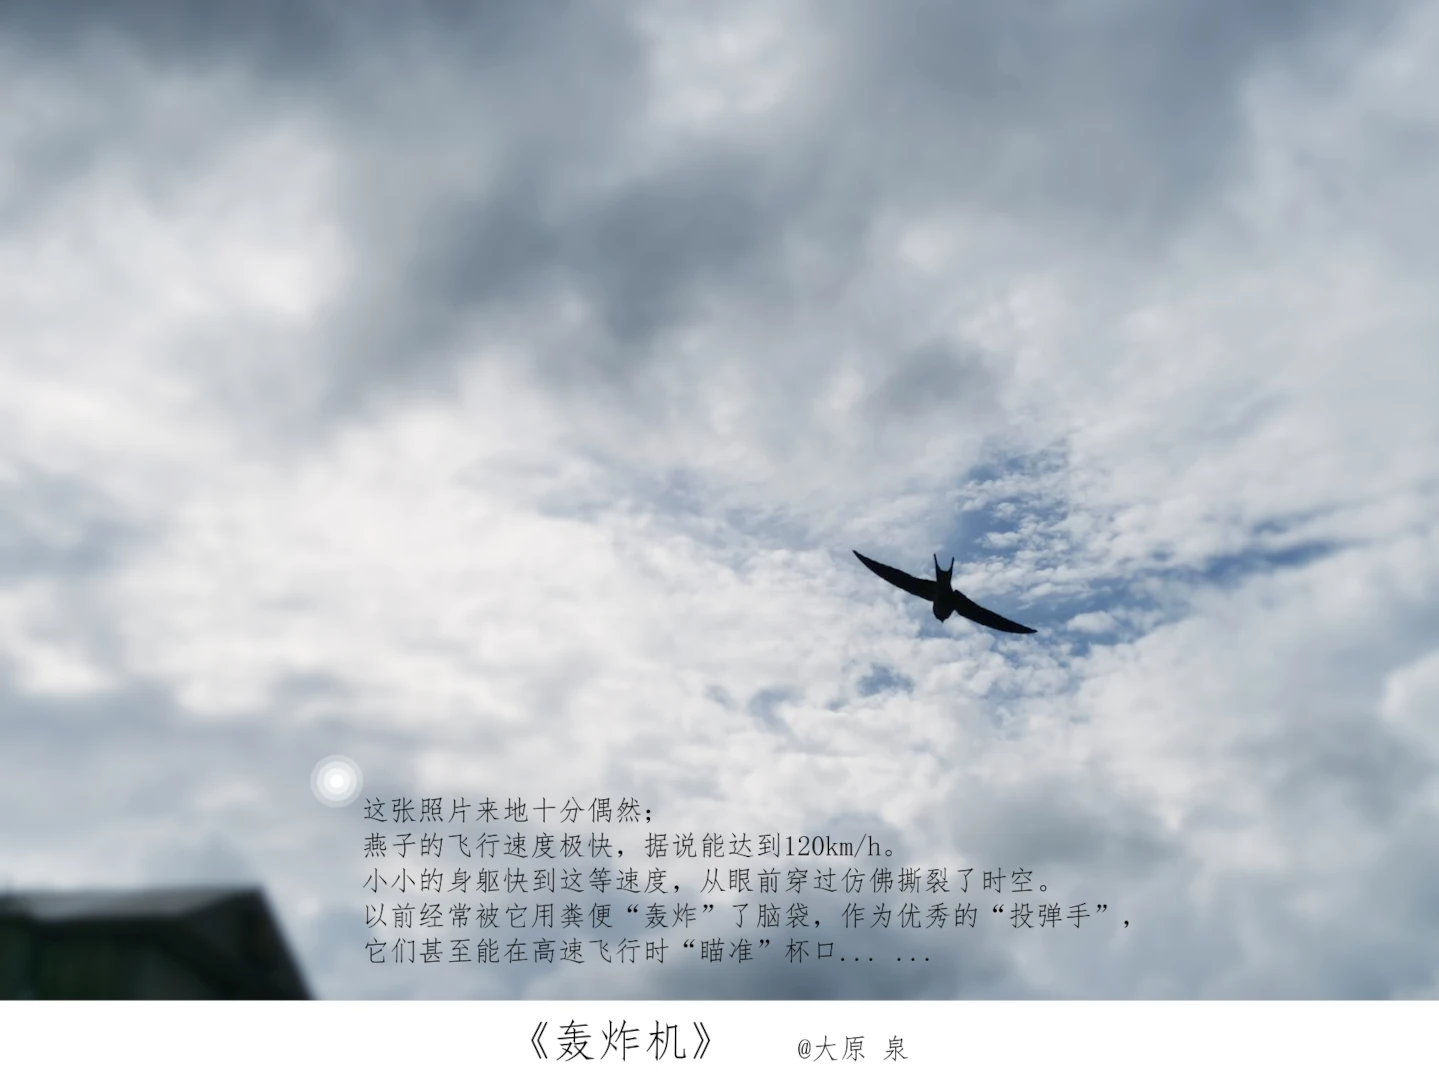 这张照片来地十分偶然；
燕子的飞行速度极快，据说能达到120km/h。
小小的身躯快到这等速度，从眼前穿过仿佛撕裂了时空。
以前经常被它用粪便“轰炸”了脑袋，作为优秀的“投弹手”，
它们甚至能在高速飞行时“瞄准”杯口... ...
《轰炸机》 @大原 泉